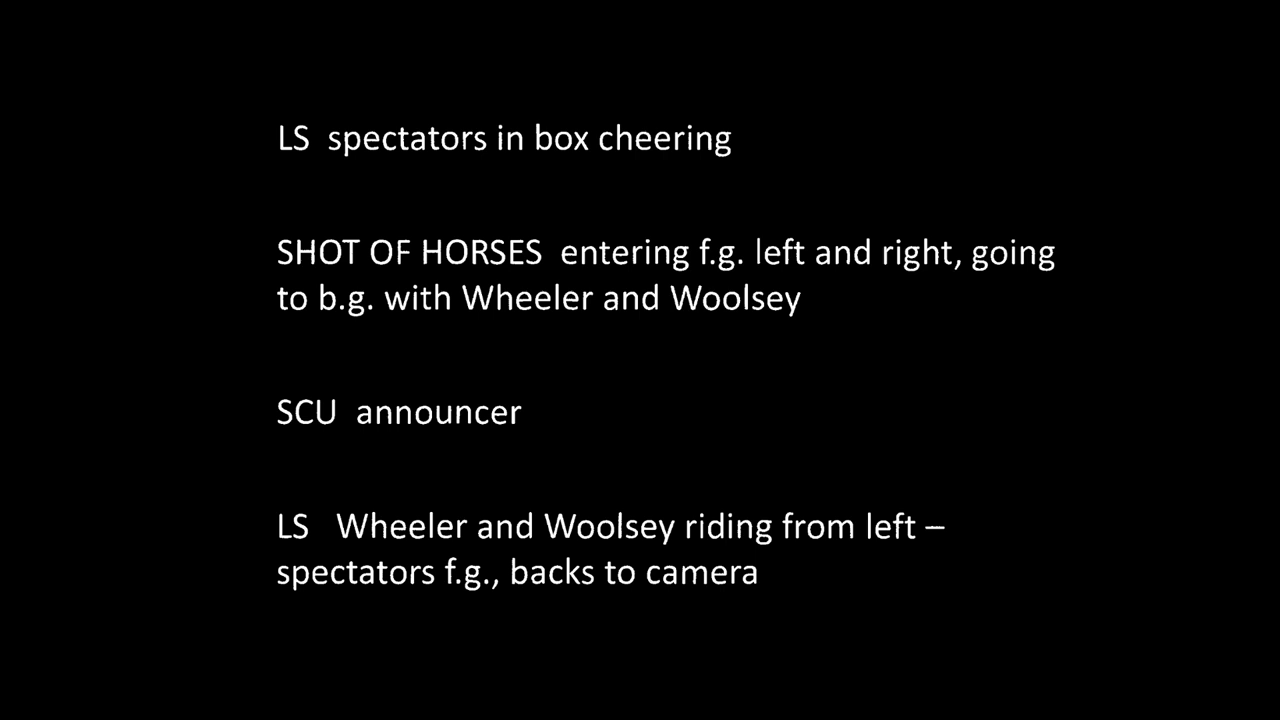 LS  spectators in box cheering
SHOT OF HORSES  entering f.g. left and right, going
to b.g. with Wheeler and Woolsey
SCU  announcer
LS   Wheeler and Woolsey riding from left –
spectators f.g., backs to camera